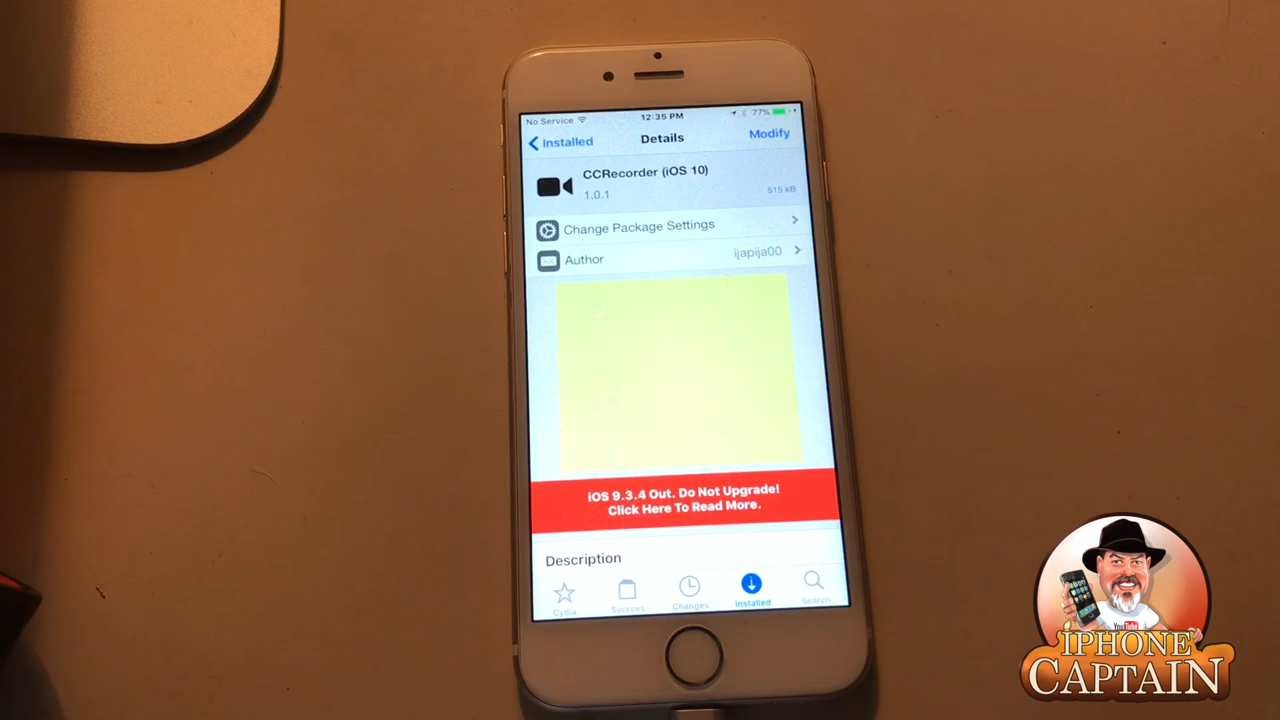 No Service
12:35 PM
77%
Installed
Details
Modify
CCRecorder (iOS 10)
1.0.1
515 kB
Change Package Settings
Author
ijapija00
iOS 9.3.4 Out. Do Not Upgrade!
Click Here To Read More.
Description
Cydia
Sources
Changes
Installed
Search
YouTube
iPHONE
CAPTAIN